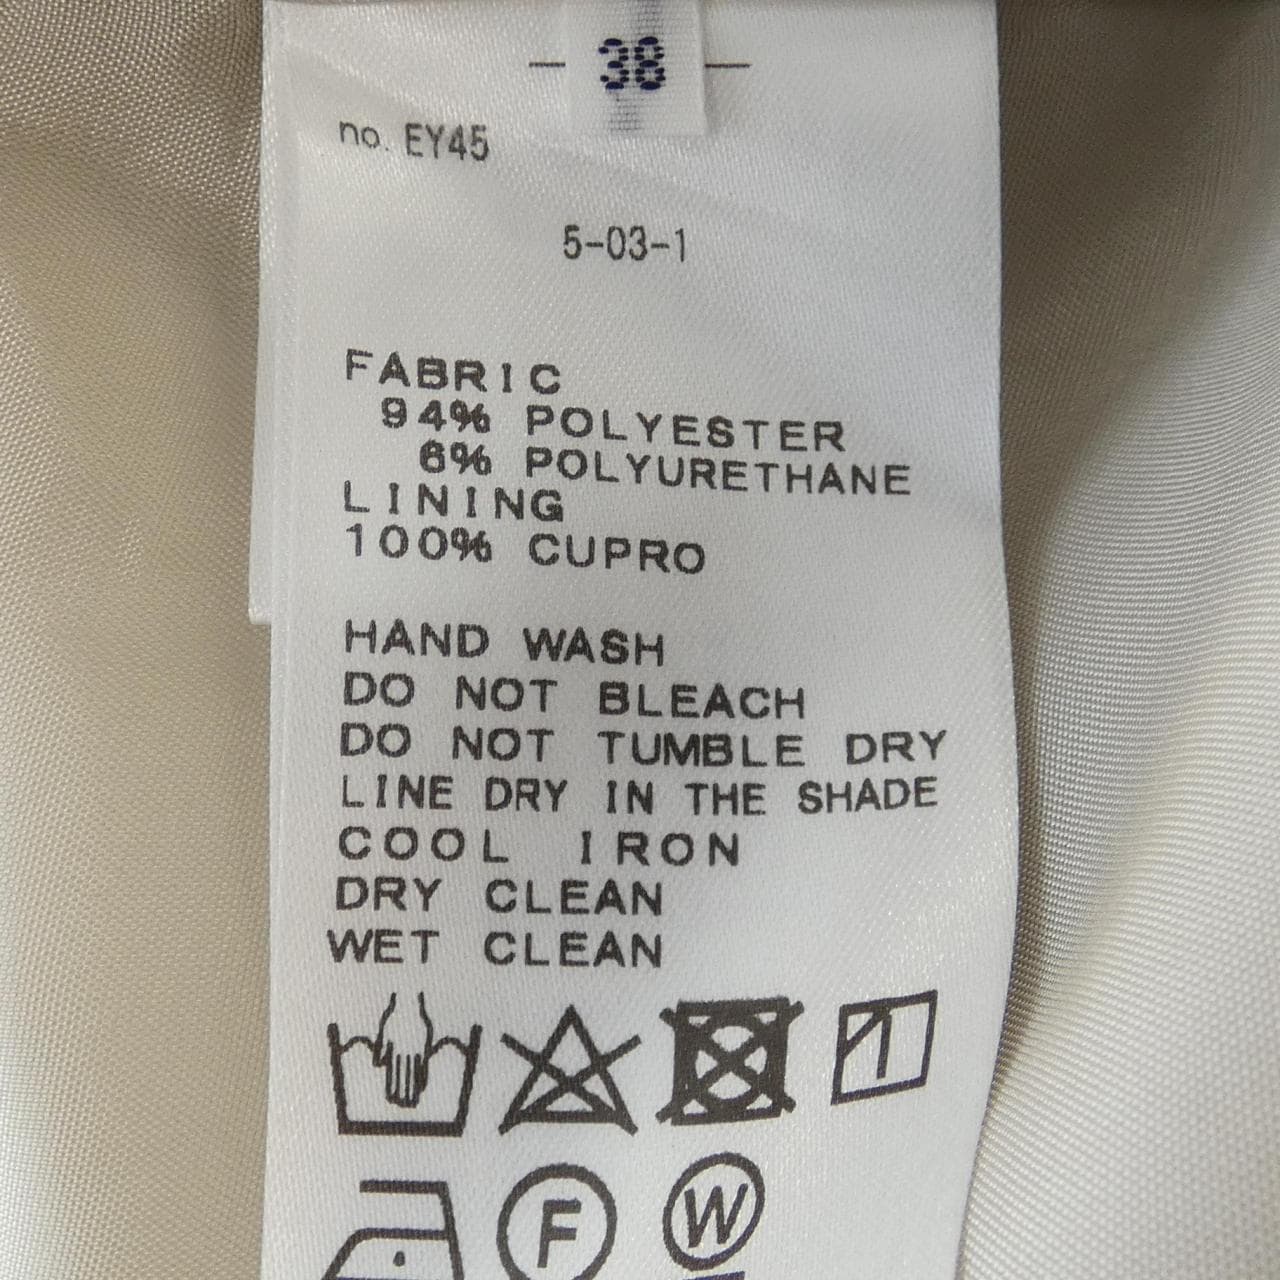 - 38 -
no. EY45
5-03-1
FABRIC
94% POLYESTER
6% POLYURETHANE
LINING
100% CUPRO
HAND WASH
DO NOT BLEACH
DO NOT TUMBLE DRY
LINE DRY IN THE SHADE
COOL IRON
DRY CLEAN
WET CLEAN
F W